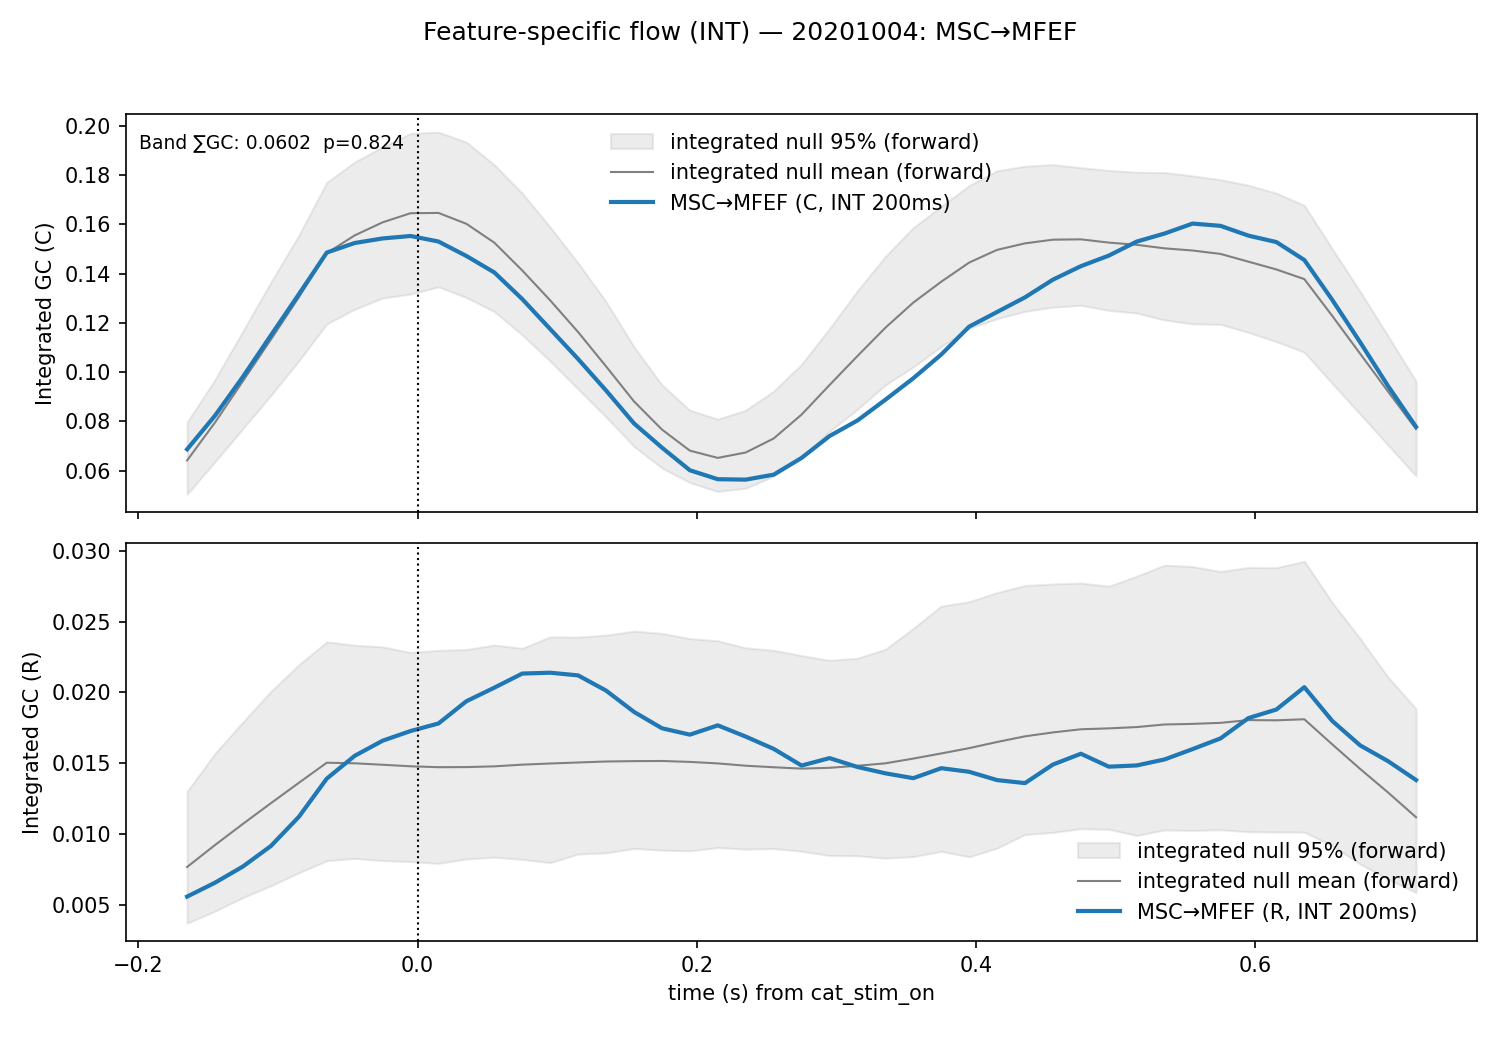 Feature-specific flow (INT) — 20201004: MSC→MFEF
Band ∑GC: 0.0602  p=0.824
integrated null 95% (forward)
integrated null mean (forward)
MSC→MFEF (C, INT 200ms)
Integrated GC (C)
0.20
0.18
0.16
0.14
0.12
0.10
0.08
0.06
Integrated GC (R)
0.030
0.025
0.020
0.015
0.010
0.005
integrated null 95% (forward)
integrated null mean (forward)
MSC→MFEF (R, INT 200ms)
−0.2 0.0 0.2 0.4 0.6
time (s) from cat_stim_on